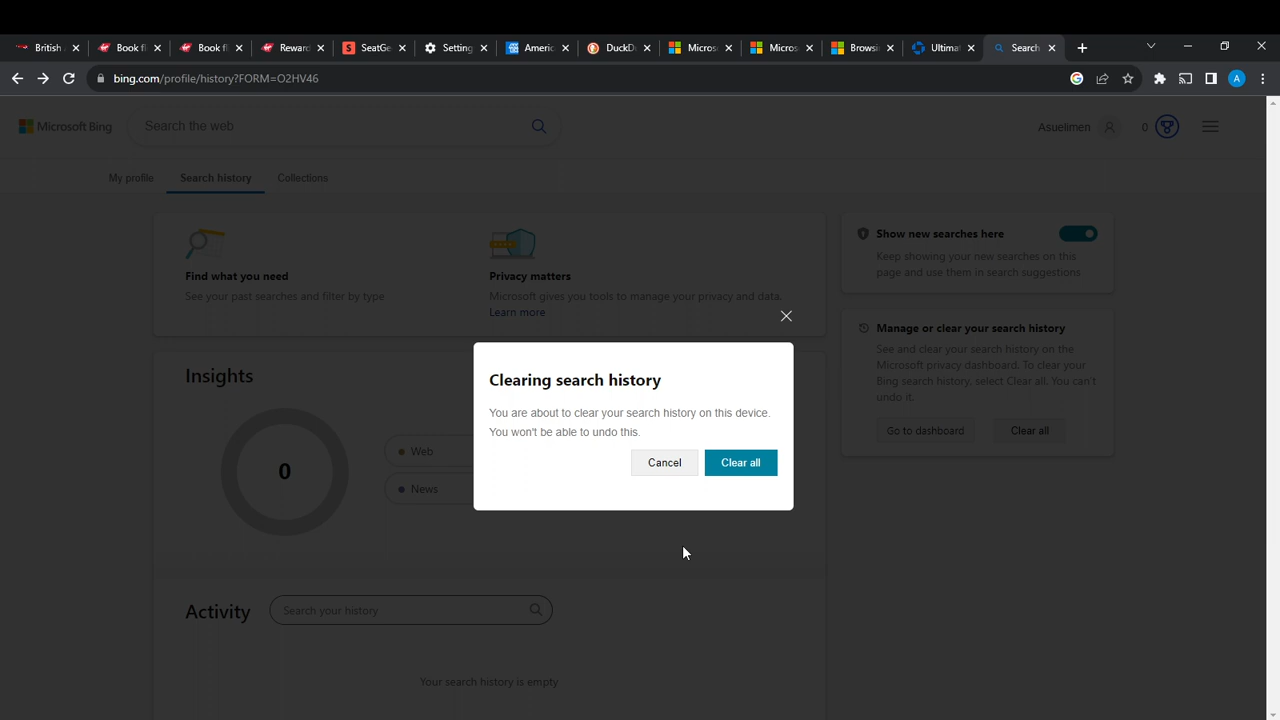 British A
Book fl
Book fl
Reward
SeatGe
Setting
Americ
DuckD
Micros
Micros
Browsi
Ultima
Search
bing.com/profile/history?FORM=O2HV46
A
Microsoft Bing
Search the web
Asuelimen
0
My profile
Search history
Collections
Find what you need
See your past searches and filter by type
Privacy matters
Microsoft gives you tools to manage your privacy and data.
Learn more
Show new searches here
Keep showing your new searches on this
page and use them in search suggestions
Manage or clear your search history
See and clear your search history on the
Microsoft privacy dashboard. To clear your
Bing search history, select Clear all. You can't
undo it.
Go to dashboard
Clear all
Insights
0
Web
News
Clearing search history
You are about to clear your search history on this device.
You won't be able to undo this.
Cancel
Clear all
Activity
Search your history
Your search history is empty